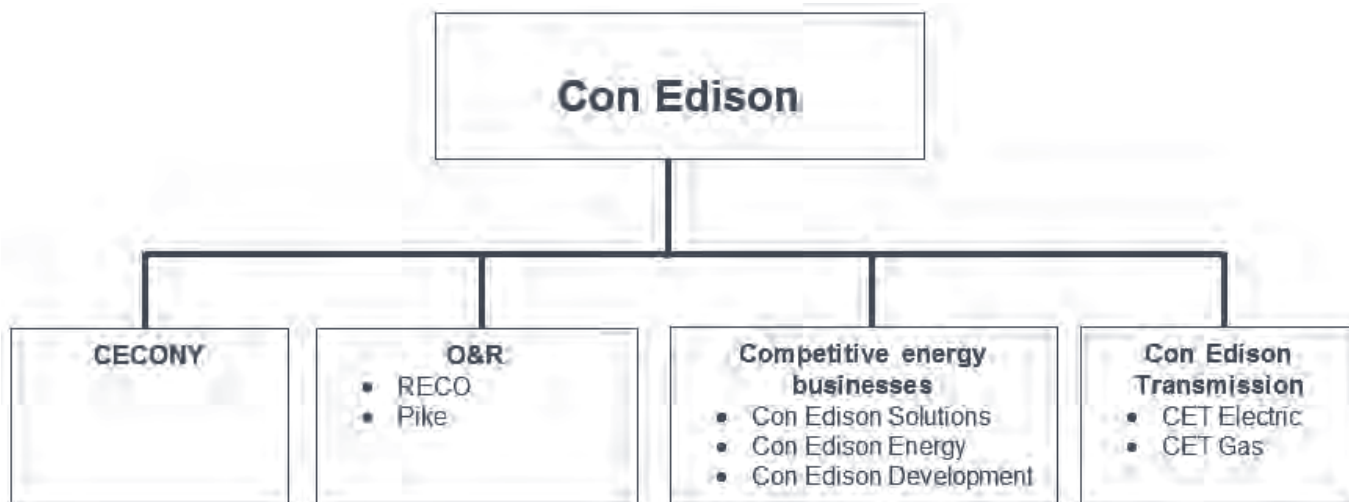 Con Edison
CECONY
O&R
• RECO
• Pike
Competitive energy
businesses
• Con Edison Solutions
• Con Edison Energy
• Con Edison Development
Con Edison
Transmission
• CET Electric
• CET Gas